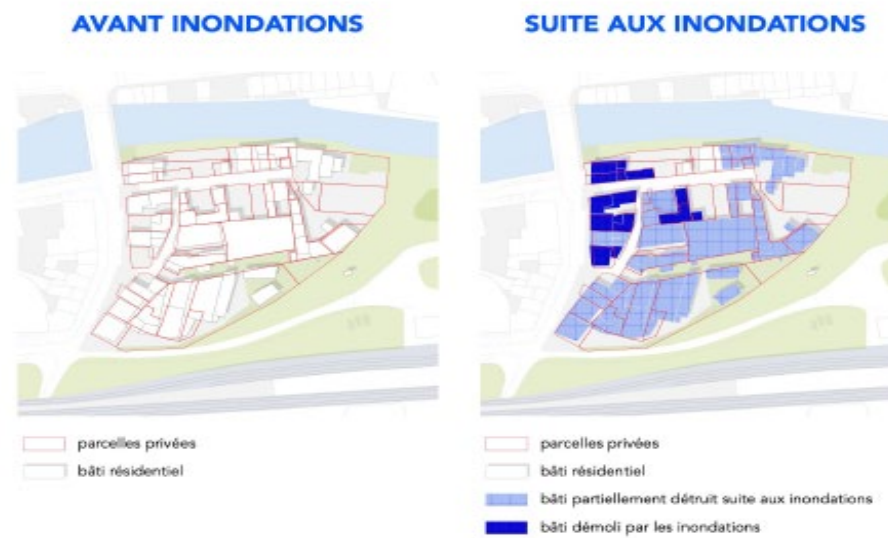 AVANT INONDATIONS
parcelles privées
bâti résidentiel
SUITE AUX INONDATIONS
parcelles privées
bâti résidentiel
bâti partiellement détruit suite aux inondations
bâti démoli par les inondations